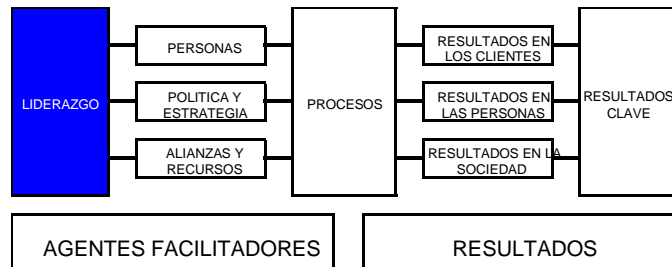 LIDERAZGO
PERSONAS
POLITICA Y
ESTRATEGIA
ALIANZAS Y
RECURSOS
PROCESOS
RESULTADOS EN
LOS CLIENTES
RESULTADOS EN
LAS PERSONAS
RESULTADOS EN LA
SOCIEDAD
RESULTADOS
CLAVE
AGENTES FACILITADORES
RESULTADOS